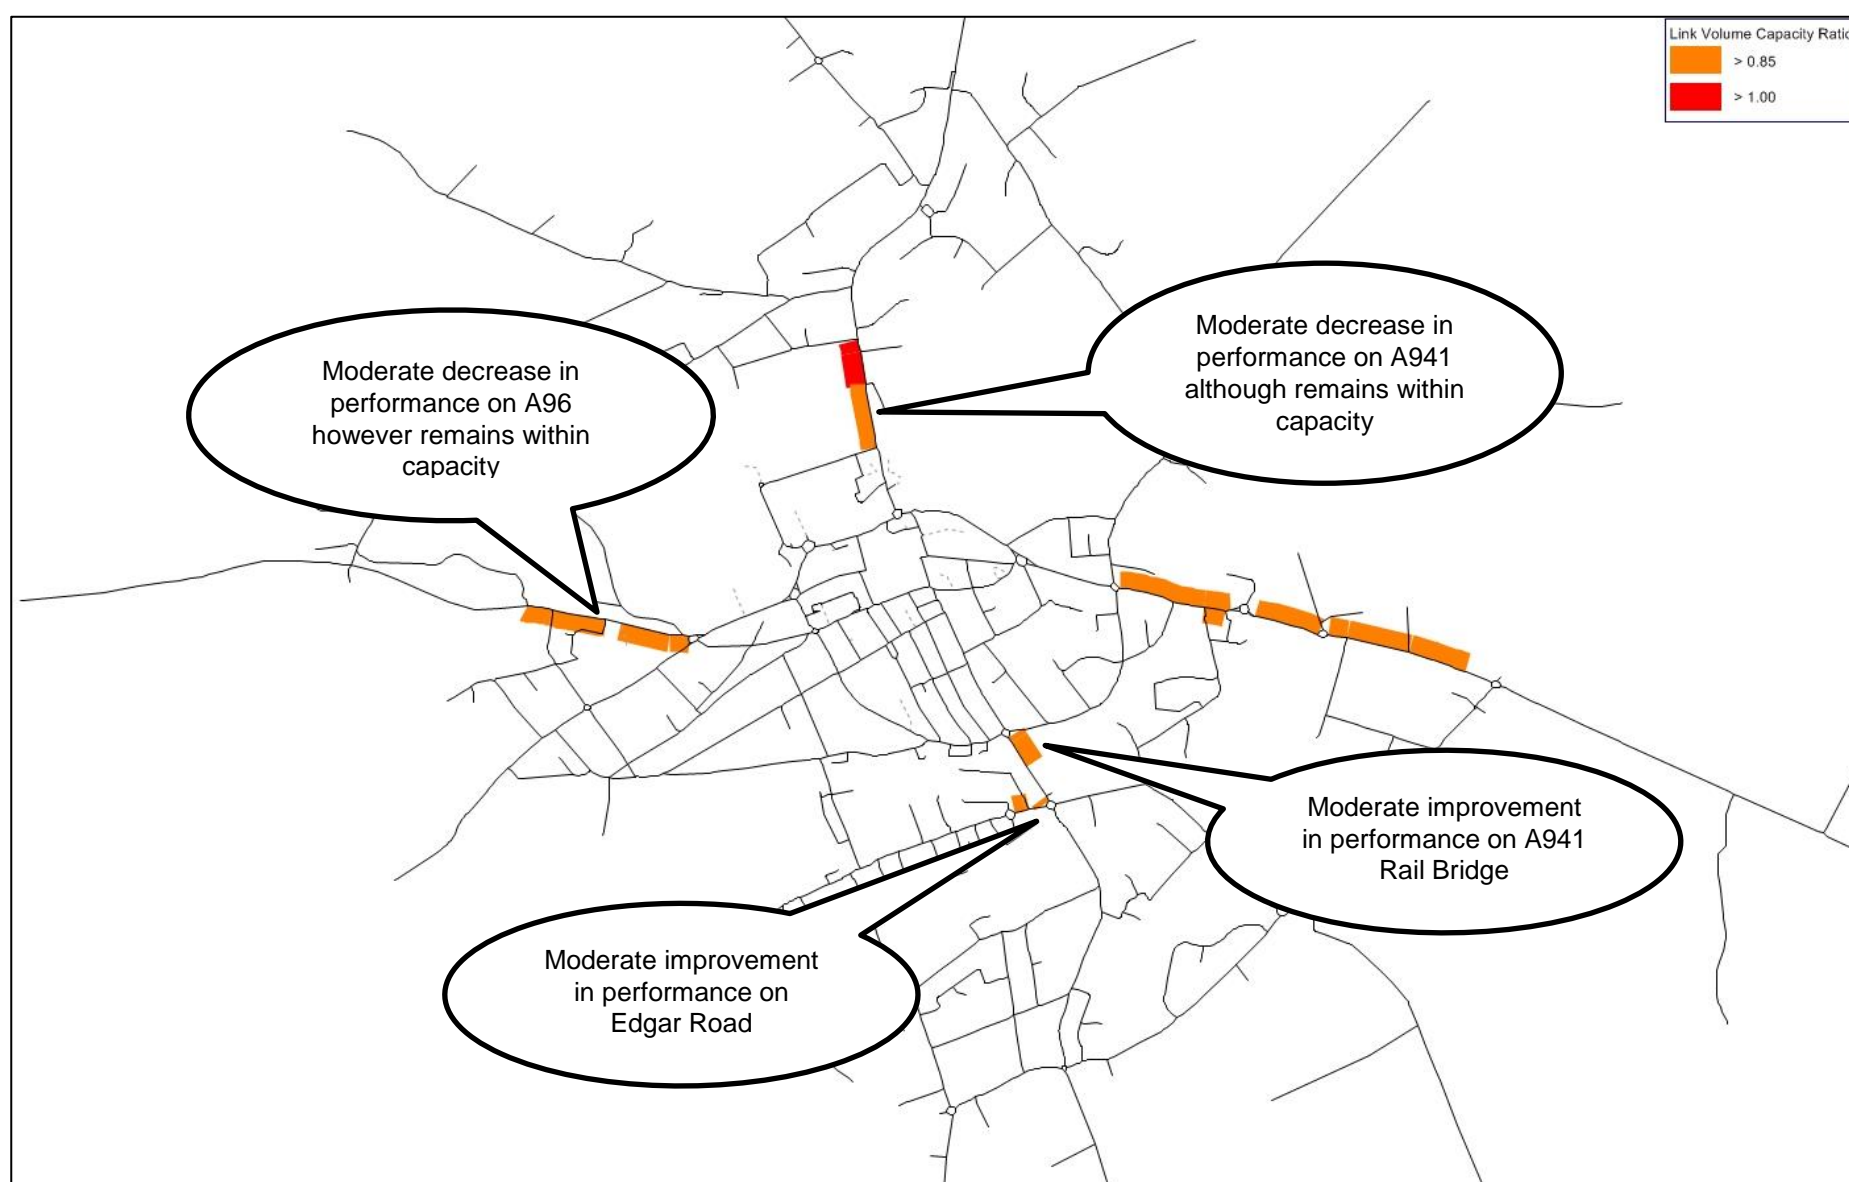 Link Volume Capacity Ratio
> 0.85
> 1.00
Moderate decrease in
performance on A941
although remains within
capacity
Moderate decrease in
performance on A96
however remains within
capacity
Moderate improvement
in performance on A941
Rail Bridge
Moderate improvement
in performance on
Edgar Road